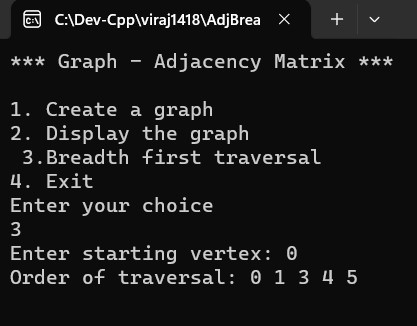 C:\Dev-Cpp\viraj1418\AdjBrea
*** Graph - Adjacency Matrix ***
1. Create a graph
2. Display the graph
3.Breadth first traversal
4. Exit
Enter your choice
3
Enter starting vertex: 0
Order of traversal: 0 1 3 4 5